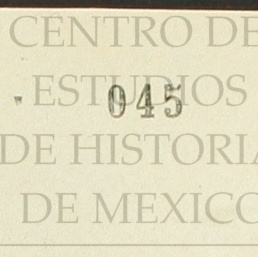 CENTRO DE
ESTUDIOS
045
DE HISTORIA
DE MEXICO